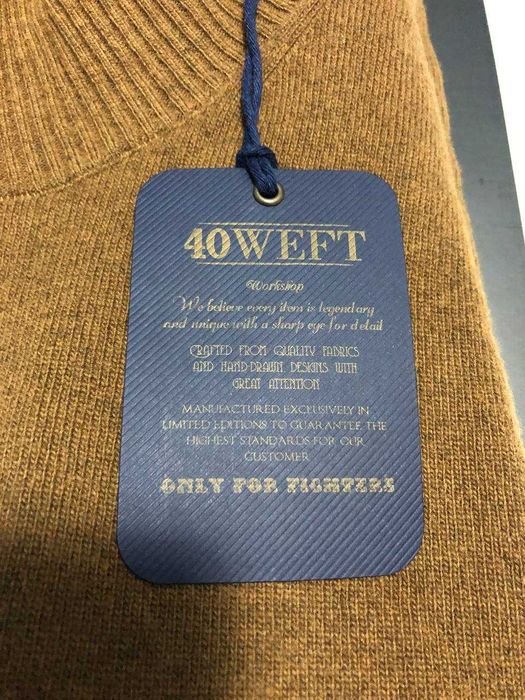 40WEFT
Workshop
We believe every item is legendary
and unique with a sharp eye for detail
CRAFTED FROM QUALITY FABRICS
AND HAND-DRAWN DESIGNS WITH
GREAT ATTENTION
MANUFACTURED EXCLUSIVELY IN
LIMITED EDITIONS TO GUARANTEE THE
HIGHEST STANDARDS FOR OUR
CUSTOMER
ONLY FOR FIGHTERS